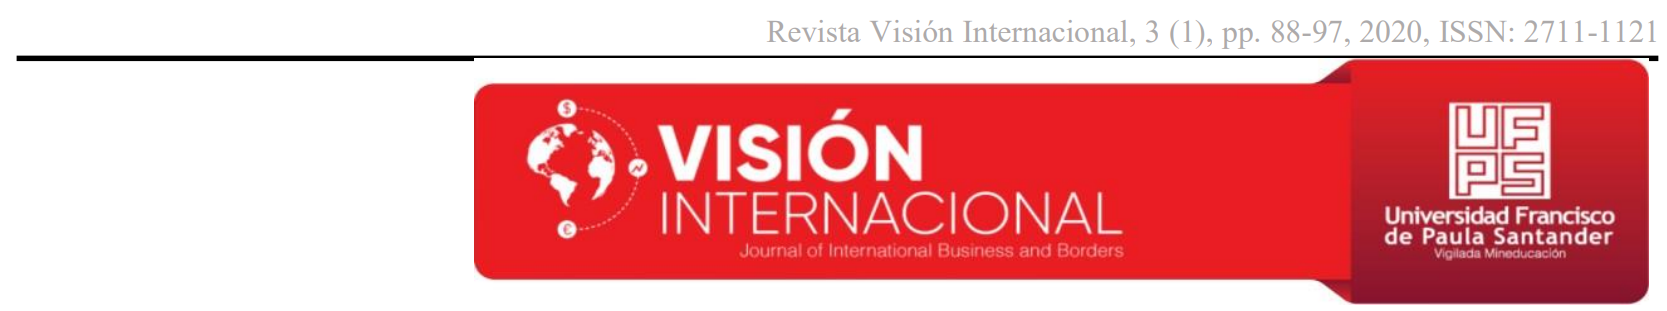 Revista Visión Internacional, 3 (1), pp. 88-97, 2020, ISSN: 2711-1121
VISIÓN
INTERNACIONAL
Journal of International Business and Borders
UF
PS
Universidad Francisco
de Paula Santander
Vigilada Mineducación